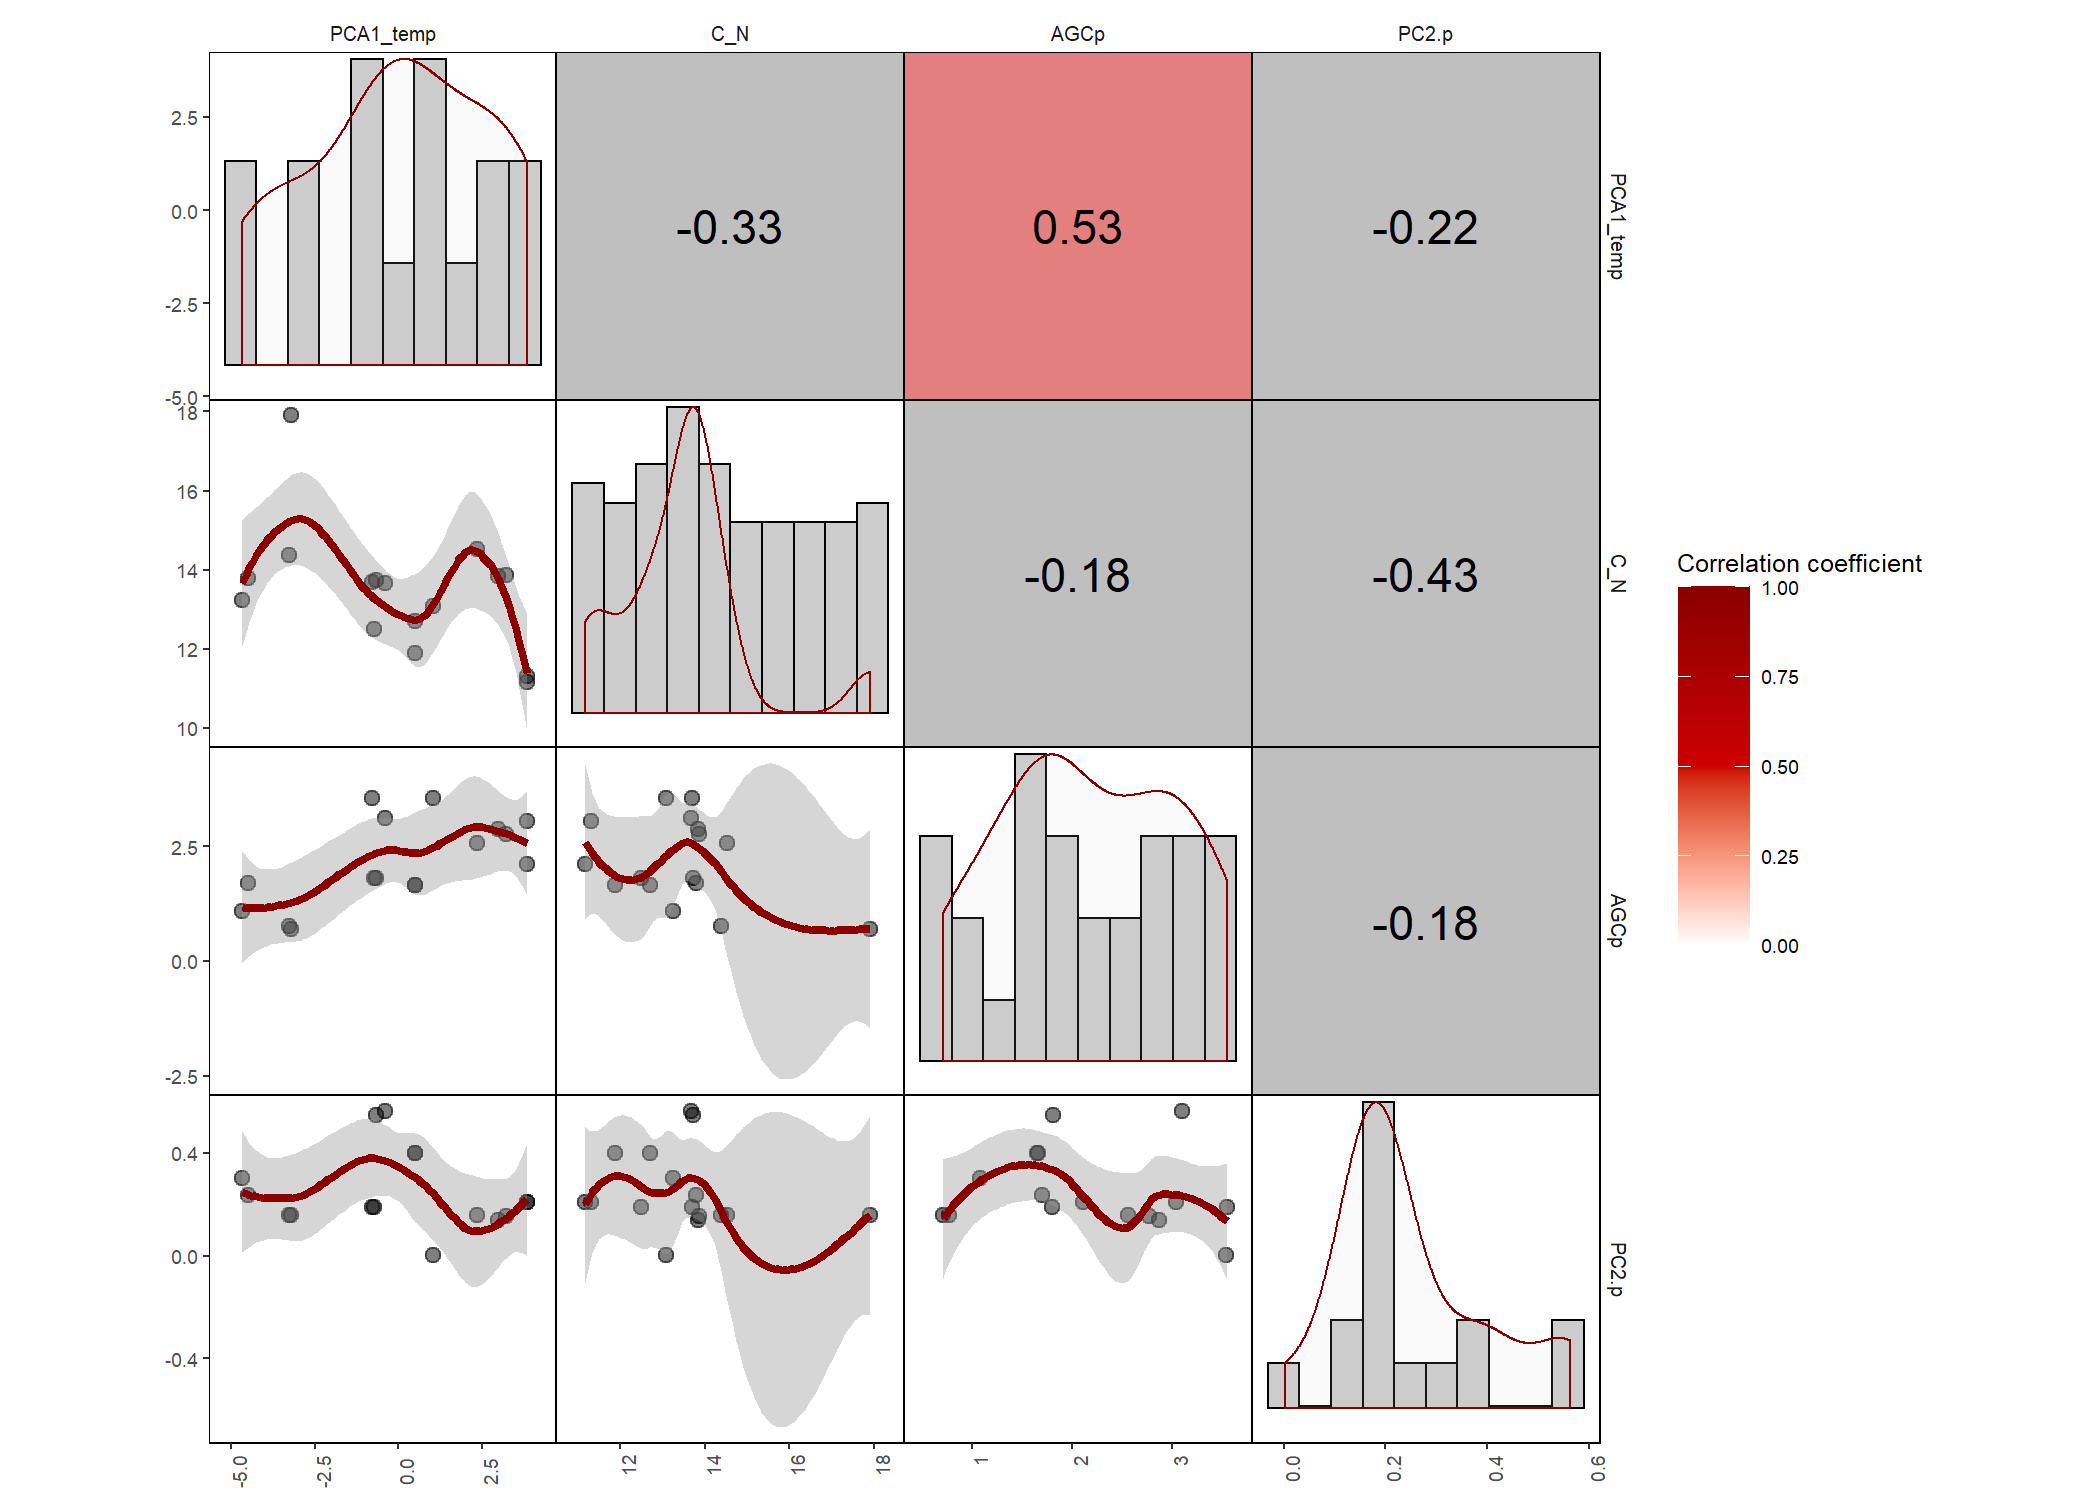 PCA1_temp C_N AGCp PC2.p
2.5
0.0
-2.5
-5.0
-0.33 0.53 -0.22
PCA1_temp
18
16
14
12
10
-0.18 -0.43
C_N
2.5
0.0
-2.5
-0.18
AGCp
0.4
0.0
-0.4
PC2.p
-5.0 -2.5 0.0 2.5 12 14 16 18 1 2 3 0.0 0.2 0.4 0.6
Correlation coefficient
1.00
0.75
0.50
0.25
0.00